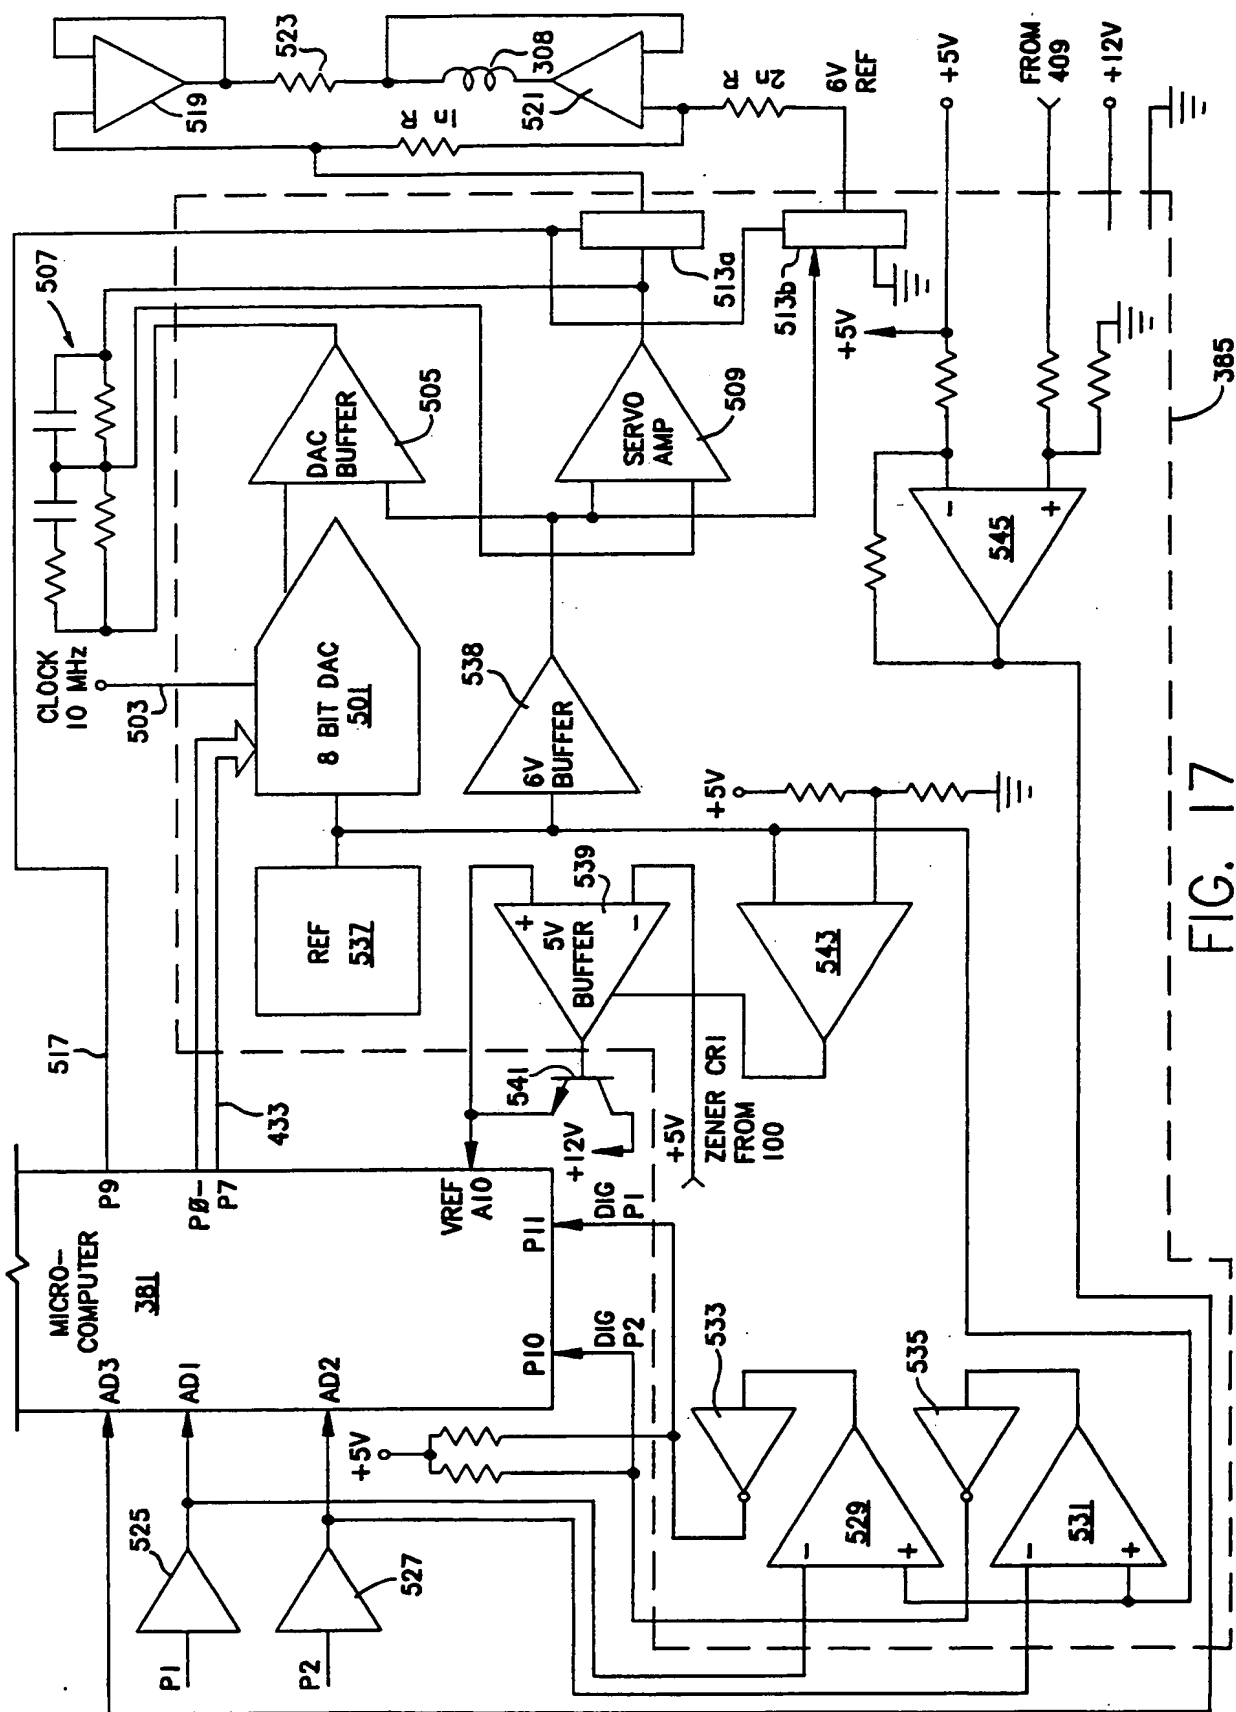 519
523
308
521
R
11
R
12
6V
REF
+5V
FROM
409
+12V
507
CLOCK
10 MHz
503
DAC
BUFFER
505
SERVO
AMP
509
513a
513b
+5V
385
8 BIT DAC
501
538
6V
BUFFER
545
-
+
517
433
REF
537
539
5V
BUFFER
+
-
541
+12V
+5V
ZENER CR1
FROM
100
+5V
543
MICRO-
COMPUTER
381
P9
PØ-
P7
VREF
A10
P11
P10
DIG
P1
DIG
P2
AD3
AD1
AD2
+5V
525
527
P1
P2
533
535
529
-
+
531
-
+
FIG. 17